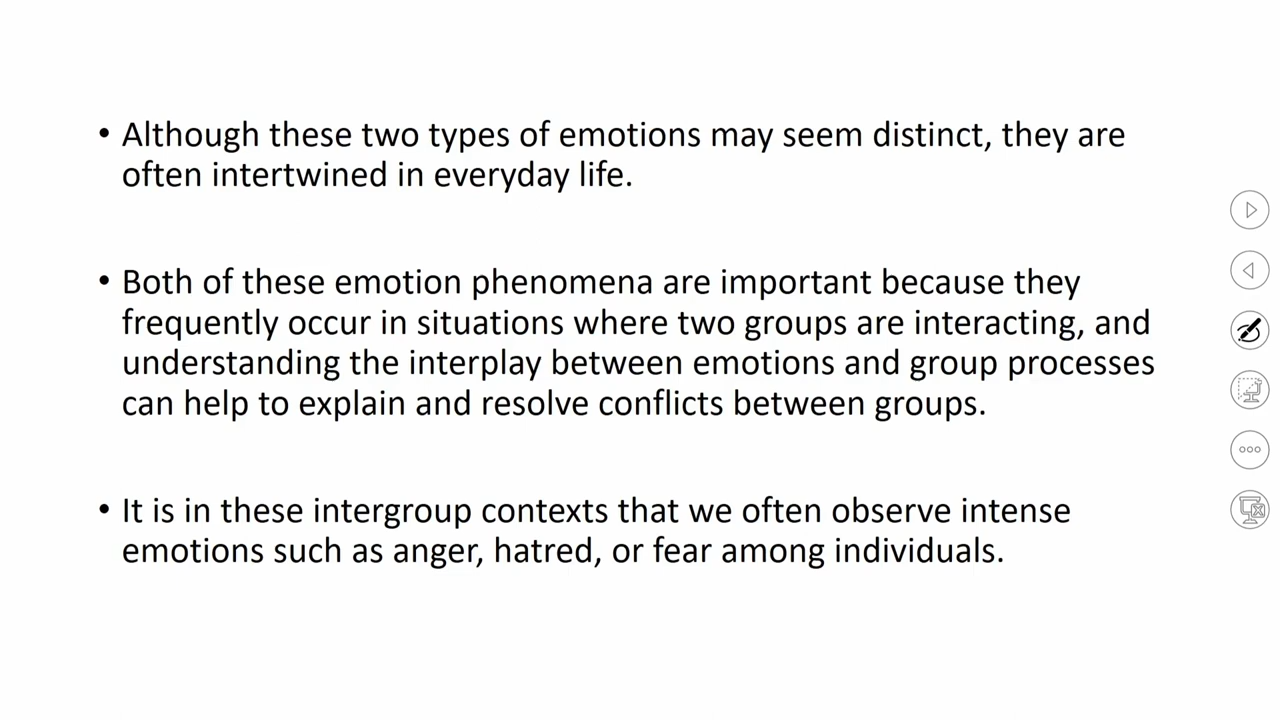 • Although these two types of emotions may seem distinct, they are
often intertwined in everyday life.
• Both of these emotion phenomena are important because they
frequently occur in situations where two groups are interacting, and
understanding the interplay between emotions and group processes
can help to explain and resolve conflicts between groups.
• It is in these intergroup contexts that we often observe intense
emotions such as anger, hatred, or fear among individuals.